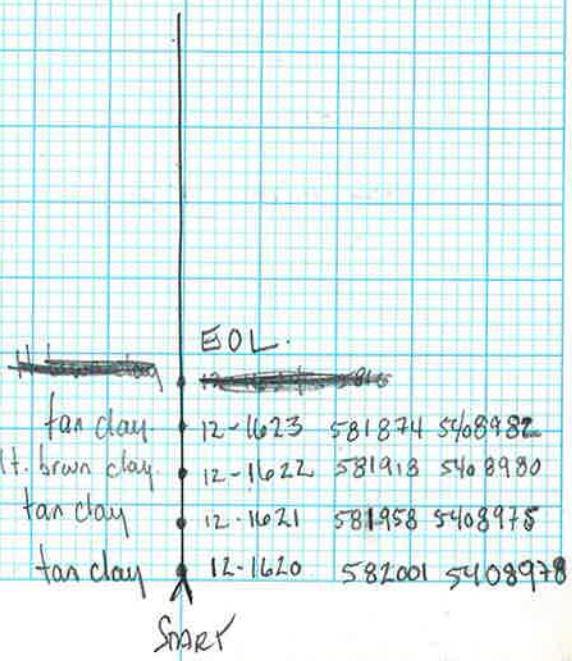 EOL.
tan clay. 12-1623 581874 5408982
lt. brown clay. 12-1622 581913 5408980
tan clay 12-1621 581958 5408975
tan clay 12-1620 582001 5408978
START